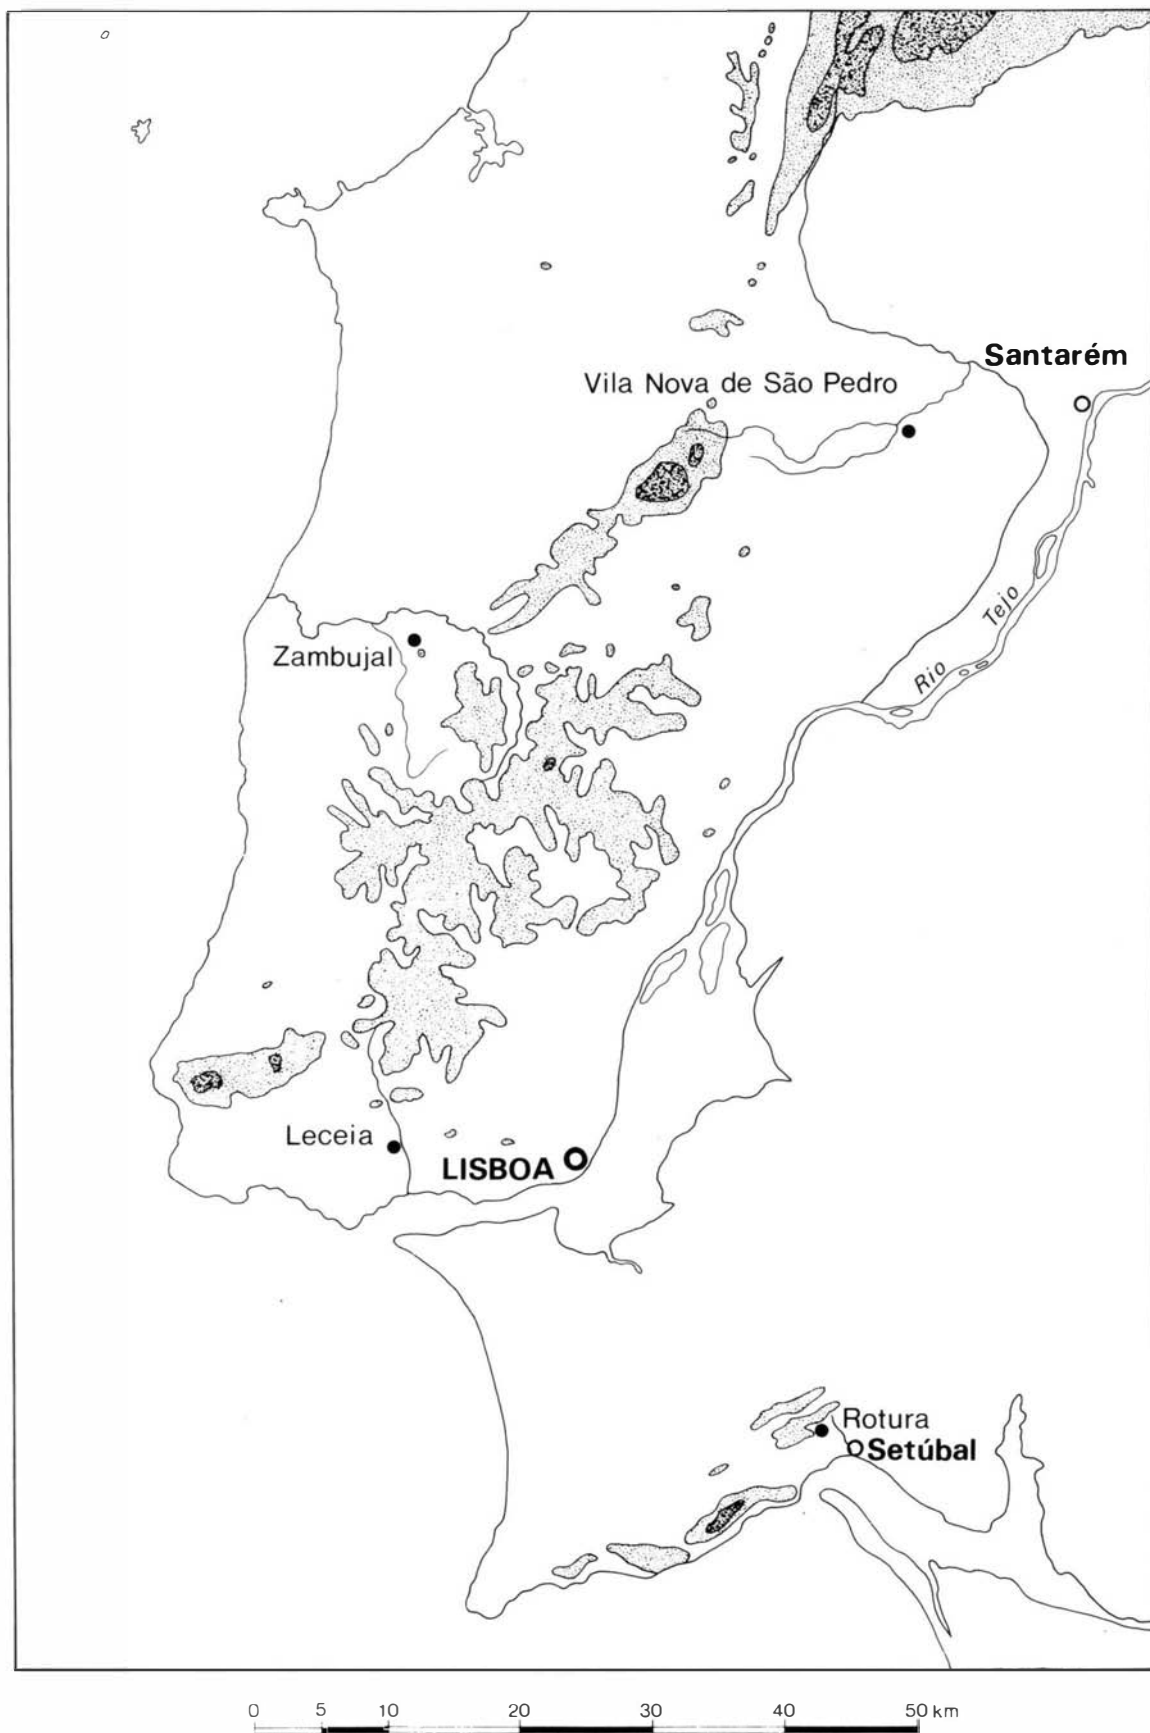 Santarém
Vila Nova de São Pedro
Rio Tejo
Zambujal
Leceia
LISBOA
Rotura
Setúbal
0 5 10 20 30 40 50 km